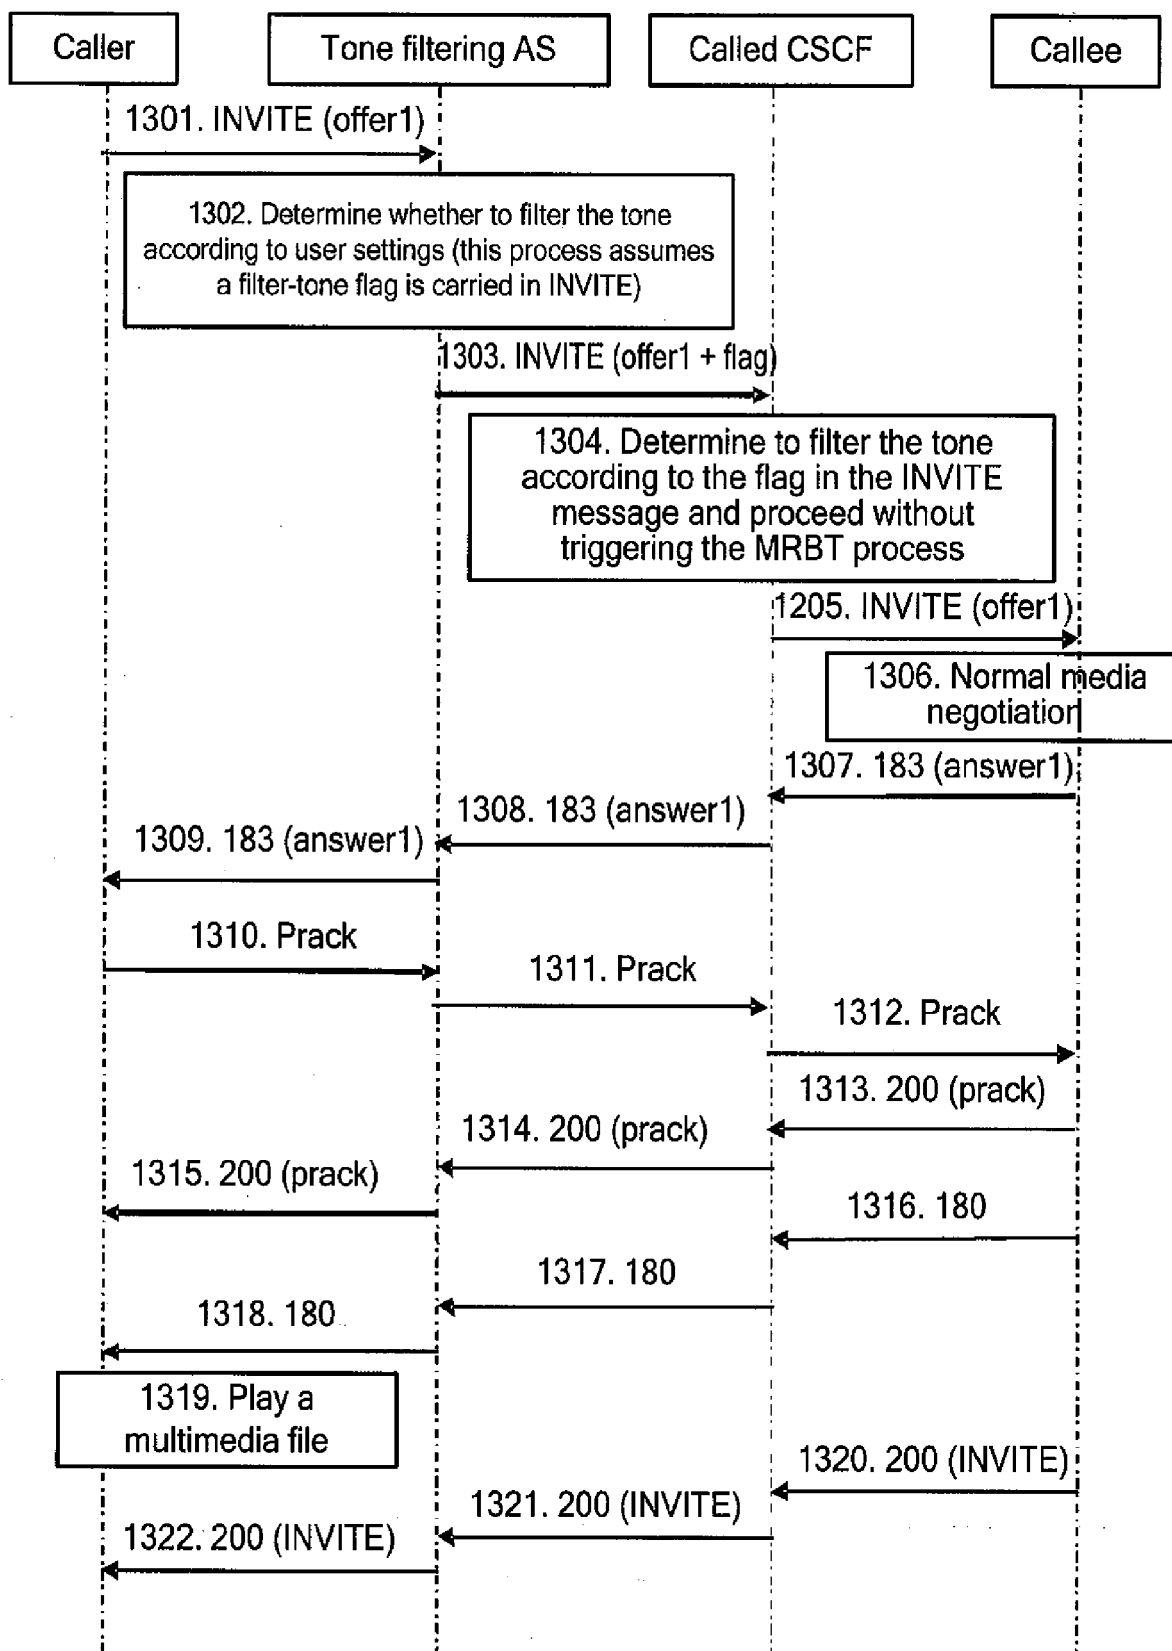 Caller
Tone filtering AS
Called CSCF
Callee
1301. INVITE (offer1)
1302. Determine whether to filter the tone
according to user settings (this process assumes
a filter-tone flag is carried in INVITE)
1303. INVITE (offer1 + flag)
1304. Determine to filter the tone
according to the flag in the INVITE
message and proceed without
triggering the MRBT process
1205. INVITE (offer1)
1306. Normal media
negotiation
1307. 183 (answer1)
1308. 183 (answer1)
1309. 183 (answer1)
1310. Prack
1311. Prack
1312. Prack
1313. 200 (prack)
1314. 200 (prack)
1315. 200 (prack)
1316. 180
1317. 180
1318. 180
1319. Play a
multimedia file
1320. 200 (INVITE)
1321. 200 (INVITE)
1322. 200 (INVITE)